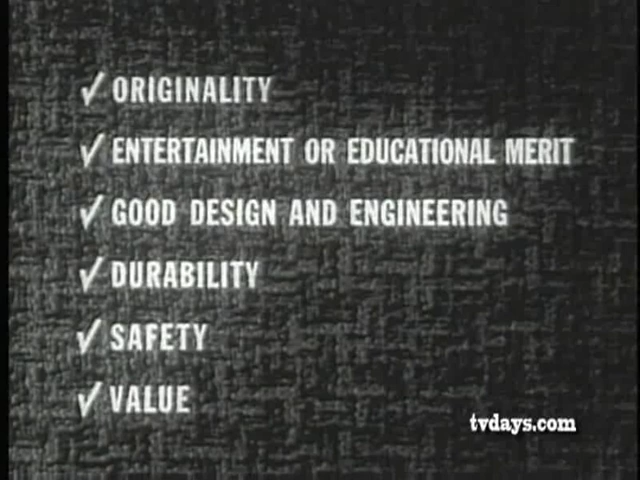 ✓ ORIGINALITY
✓ ENTERTAINMENT OR EDUCATIONAL MERIT
✓ GOOD DESIGN AND ENGINEERING
✓ DURABILITY
✓ SAFETY
✓ VALUE
tvdays.com